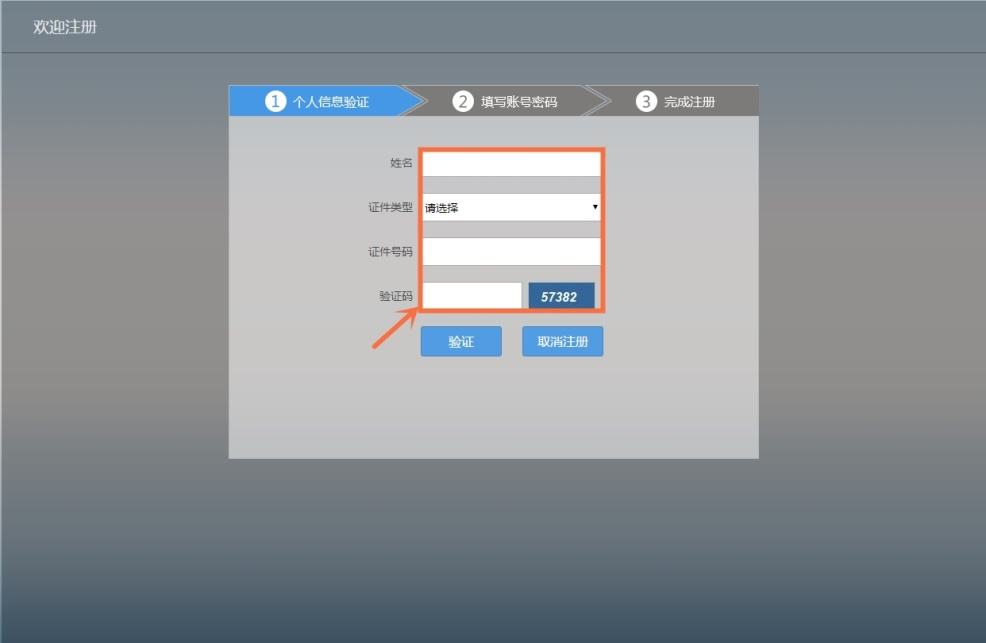 欢迎注册
1 个人信息验证 2 填写账号密码 3 完成注册
姓名
证件类型 请选择
证件号码
验证码 57382
验证 取消注册